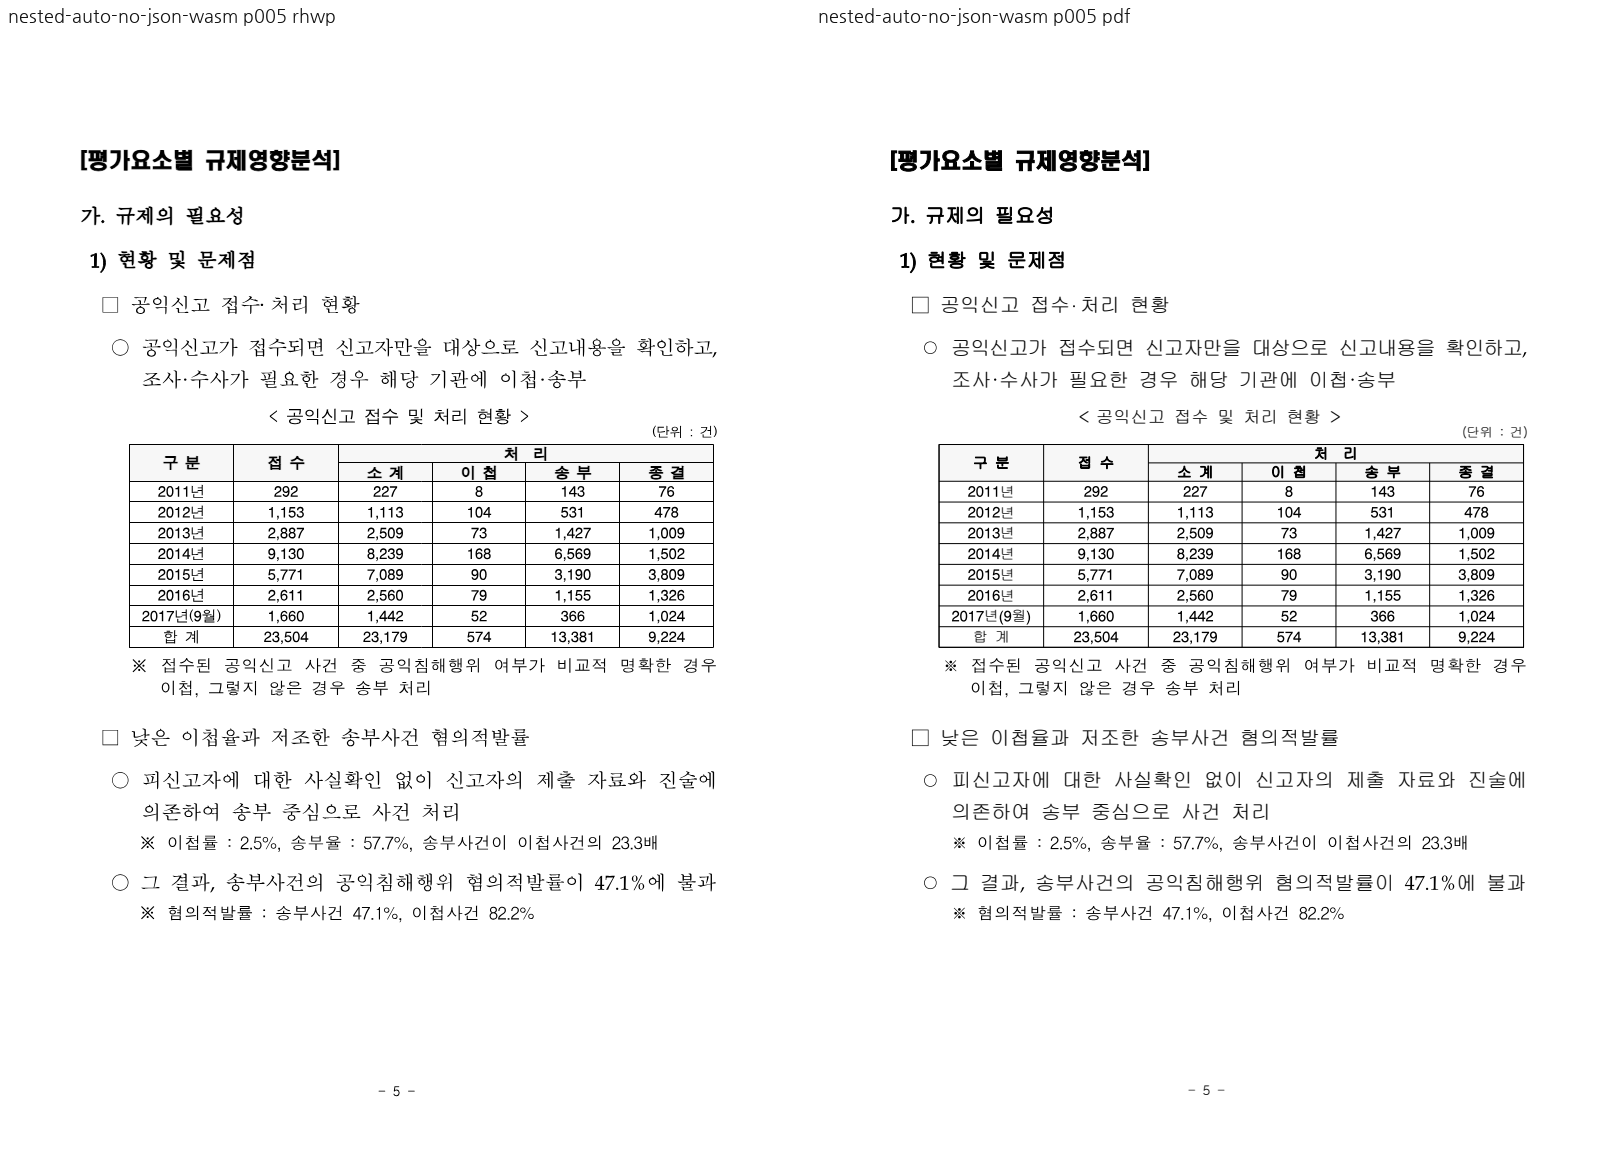 nested-auto-no-json-wasm p005 rhwp
[평가요소별 규제영향분석]
가. 규제의 필요성
1) 현황 및 문제점
□ 공익신고 접수·처리 현황
○ 공익신고가 접수되면 신고자만을 대상으로 신고내용을 확인하고,
조사·수사가 필요한 경우 해당 기관에 이첩·송부
< 공익신고 접수 및 처리 현황 >
(단위 : 건)
구 분 접 수 처 리
소 계 이 첩 송 부 종 결
2011년 292 227 8 143 76
2012년 1,153 1,113 104 531 478
2013년 2,887 2,509 73 1,427 1,009
2014년 9,130 8,239 168 6,569 1,502
2015년 5,771 7,089 90 3,190 3,809
2016년 2,611 2,560 79 1,155 1,326
2017년(9월) 1,660 1,442 52 366 1,024
합 계 23,504 23,179 574 13,381 9,224
※ 접수된 공익신고 사건 중 공익침해행위 여부가 비교적 명확한 경우
이첩, 그렇지 않은 경우 송부 처리
□ 낮은 이첩율과 저조한 송부사건 혐의적발률
○ 피신고자에 대한 사실확인 없이 신고자의 제출 자료와 진술에
의존하여 송부 중심으로 사건 처리
※ 이첩률 : 2.5%, 송부율 : 57.7%, 송부사건이 이첩사건의 23.3배
○ 그 결과, 송부사건의 공익침해행위 혐의적발률이 47.1%에 불과
※ 혐의적발률 : 송부사건 47.1%, 이첩사건 82.2%
- 5 -
nested-auto-no-json-wasm p005 pdf
[평가요소별 규제영향분석]
가. 규제의 필요성
1) 현황 및 문제점
□ 공익신고 접수·처리 현황
○ 공익신고가 접수되면 신고자만을 대상으로 신고내용을 확인하고,
조사·수사가 필요한 경우 해당 기관에 이첩·송부
< 공익신고 접수 및 처리 현황 >
(단위 : 건)
구 분 접 수 처 리
소 계 이 첩 송 부 종 결
2011년 292 227 8 143 76
2012년 1,153 1,113 104 531 478
2013년 2,887 2,509 73 1,427 1,009
2014년 9,130 8,239 168 6,569 1,502
2015년 5,771 7,089 90 3,190 3,809
2016년 2,611 2,560 79 1,155 1,326
2017년(9월) 1,660 1,442 52 366 1,024
합 계 23,504 23,179 574 13,381 9,224
※ 접수된 공익신고 사건 중 공익침해행위 여부가 비교적 명확한 경우
이첩, 그렇지 않은 경우 송부 처리
□ 낮은 이첩율과 저조한 송부사건 혐의적발률
○ 피신고자에 대한 사실확인 없이 신고자의 제출 자료와 진술에
의존하여 송부 중심으로 사건 처리
※ 이첩률 : 2.5%, 송부율 : 57.7%, 송부사건이 이첩사건의 23.3배
○ 그 결과, 송부사건의 공익침해행위 혐의적발률이 47.1%에 불과
※ 혐의적발률 : 송부사건 47.1%, 이첩사건 82.2%
- 5 -